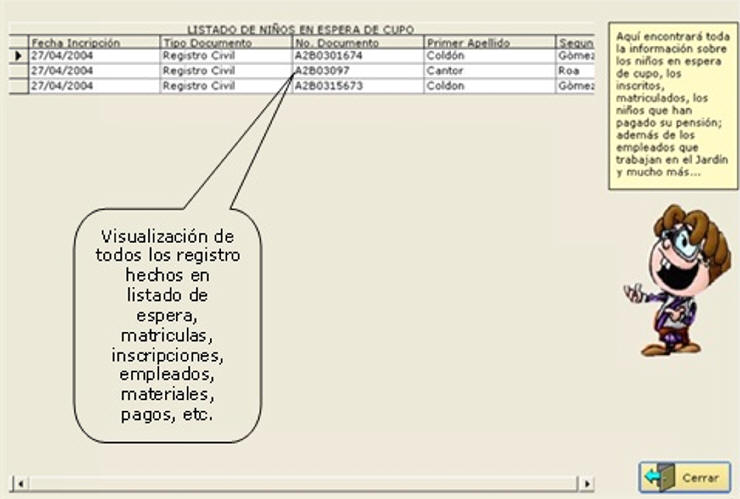 LISTADO DE NIÑOS EN ESPERA DE CUPO
Fecha Incripción Tipo Documento No. Documento Primer Apellido Segun
27/04/2004 Registro Civil A2B0301674 Coldón Gòmez
27/04/2004 Registro Civil A2B03097 Cantor Roa
27/04/2004 Registro Civil A2B0315673 Coldon Gòmez
Aquí encontrará toda
la información sobre
los niños en espera
de cupo, los
inscritos,
matriculados, los
niños que han
pagado su pensión;
además de los
empleados que
trabajan en el Jardín
y mucho más...
Visualización de
todos los registro
hechos en
listado de
espera,
matriculas,
inscripciones,
empleados,
materiales,
pagos, etc.
Cerrar